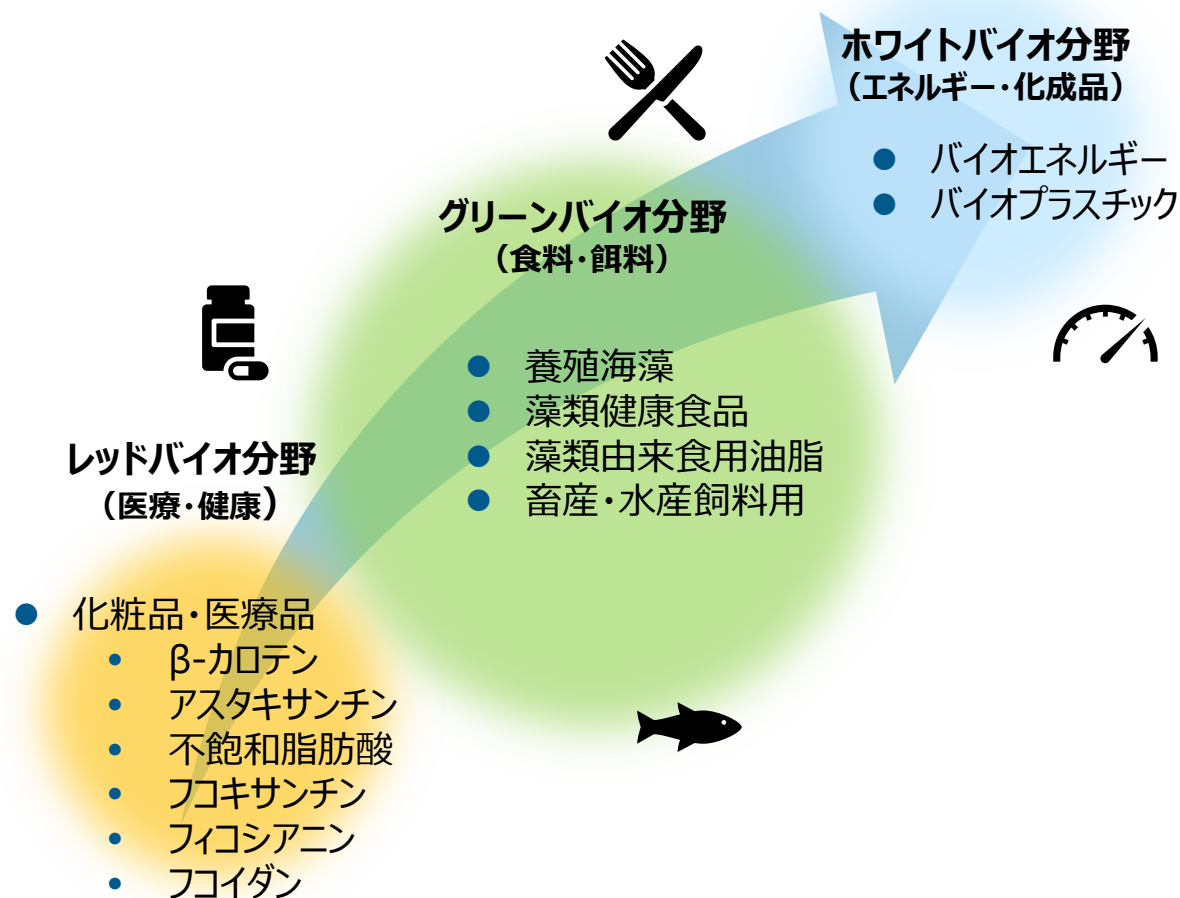 ホワイトバイオ分野
（エネルギー・化成品）
● バイオエネルギー
● バイオプラスチック
グリーンバイオ分野
（食料・餌料）
● 養殖海藻
● 藻類健康食品
● 藻類由来食用油脂
● 畜産・水産飼料用
レッドバイオ分野
（医療・健康）
● 化粧品・医療品
• β-カロテン
• アスタキサンチン
• 不飽和脂肪酸
• フコキサンチン
• フィコシアニン
• フコイダン